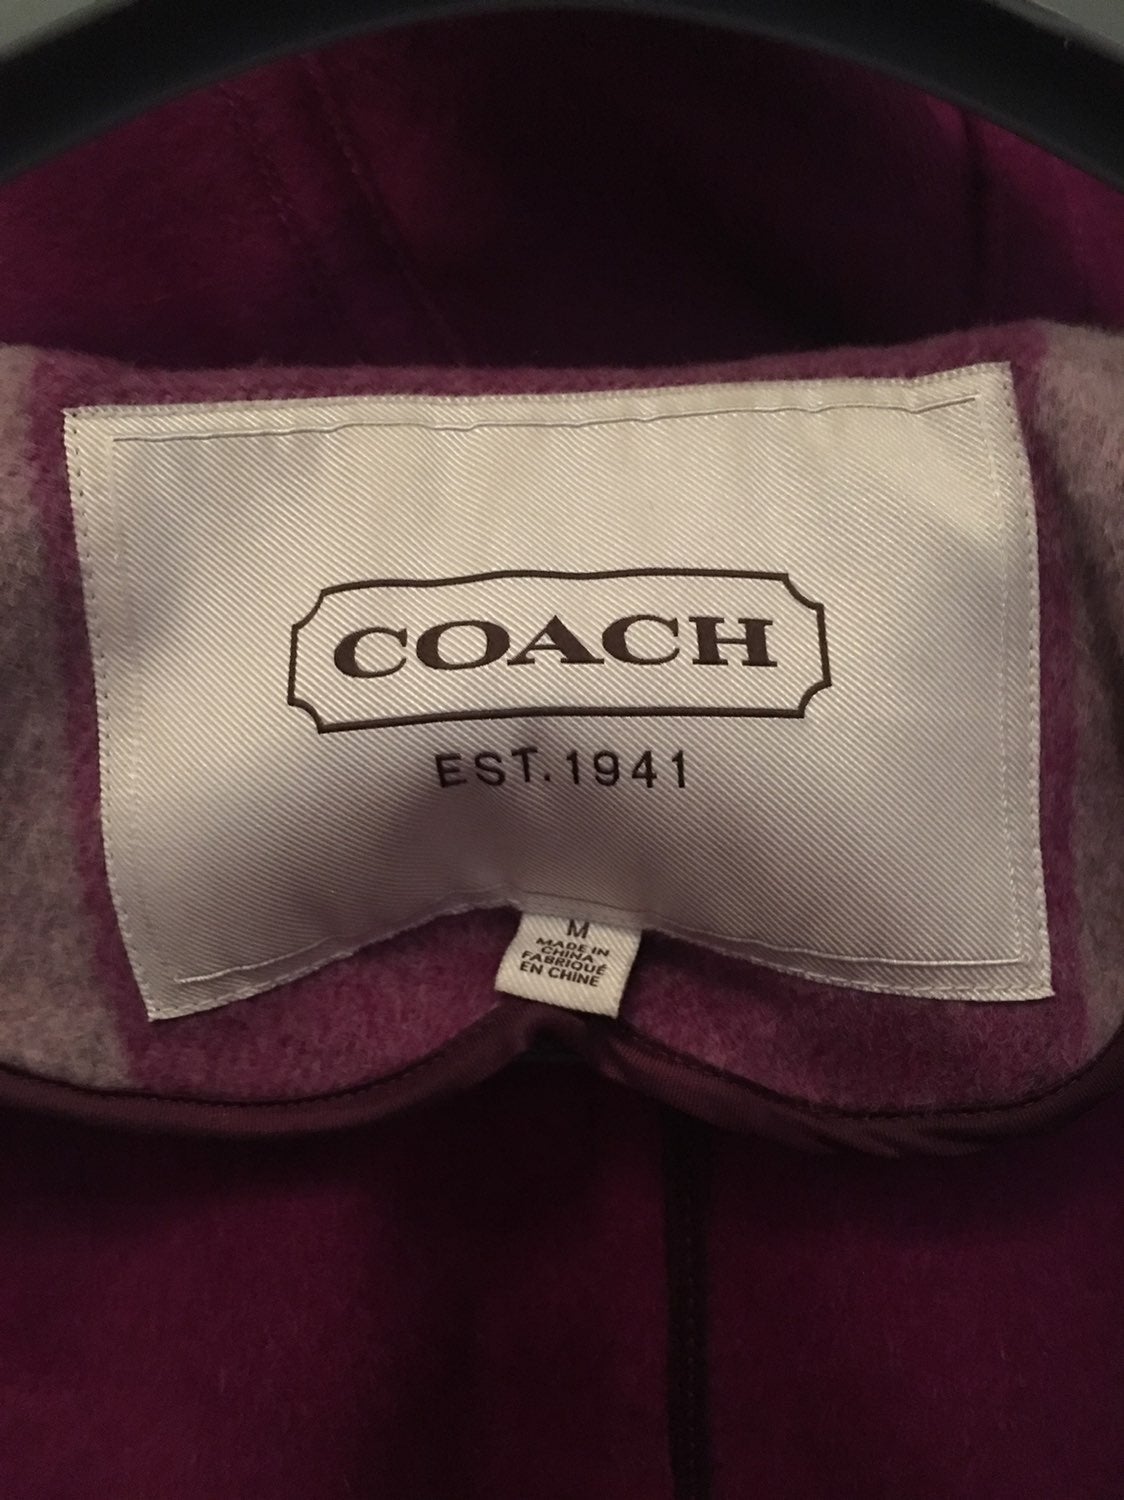 COACH
EST. 1941
M
MADE IN
CHINA
FABRIQUÉ
EN CHINE